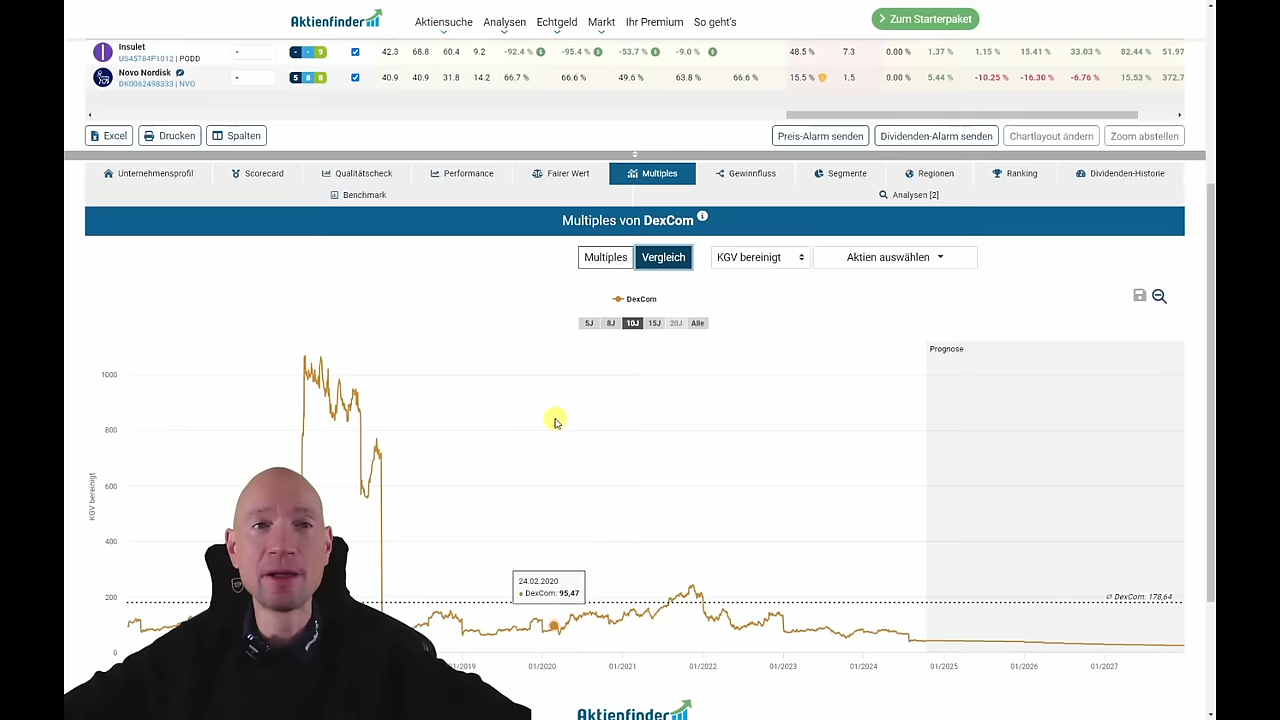 Aktienfinder
Aktiensuche Analysen Echtgeld Markt Ihr Premium So geht's
Zum Starterpaket
Insulet
US45784P1012 | PODD
- - - 9 42.3 68.8 60.4 9.2 -92.4 % -95.4 % -53.7 % -9.0 % 48.5 % 7.3 0.00 % 1.37 % 1.15 % 15.41 % 33.03 % 82.44 % 51.97
Novo Nordisk
DK0062498333 | NVO
- 5 8 8 40.9 40.9 31.8 14.2 66.7 % 66.6 % 49.6 % 63.8 % 66.6 % 15.5 % 1.5 0.00 % 5.44 % -10.25 % -16.30 % -6.76 % 15.53 % 372.7
Excel Drucken Spalten Preis-Alarm senden Dividenden-Alarm senden Chartlayout ändern Zoom abstellen
Unternehmensprofil Scorecard Qualitätscheck Performance Fairer Wert Multiples Gewinnfluss Segmente Regionen Ranking Dividenden-Historie
Benchmark Analysen [2]
Multiples von DexCom
Multiples Vergleich KGV bereinigt Aktien auswählen
DexCom
5J 8J 10J 15J 20J Alle
Prognose
1000
800
600
400
200
0
KGV bereinigt
24.02.2020
DexCom: 95,47
Ø DexCom: 178,64
01/2019 01/2020 01/2021 01/2022 01/2023 01/2024 01/2025 01/2026 01/2027
Aktienfinder